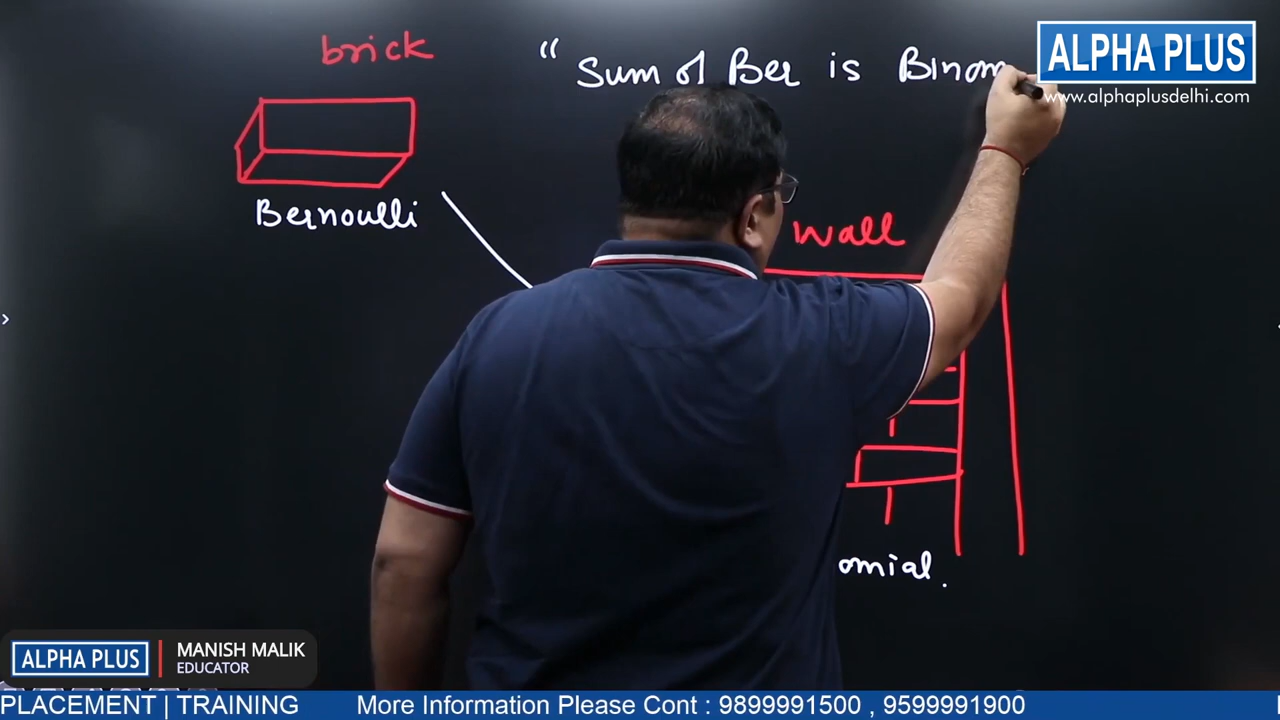 brick
" Sum of Ber is Binom
ALPHA PLUS
www.alphaplusdelhi.com
Bernoulli
wall
omial.
ALPHA PLUS
MANISH MALIK
EDUCATOR
PLACEMENT | TRAINING More Information Please Cont : 9899991500 , 9599991900